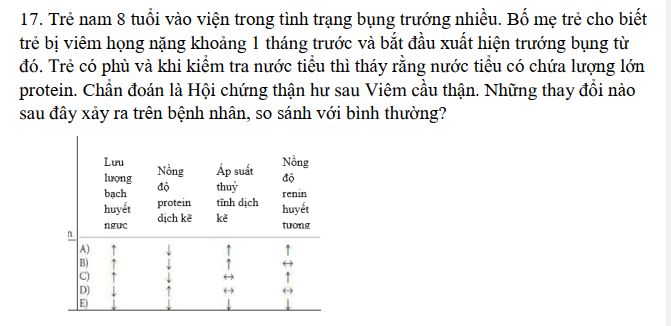 17. Trẻ nam 8 tuổi vào viện trong tình trạng bụng trướng nhiều. Bố mẹ trẻ cho biết
trẻ bị viêm họng nặng khoảng 1 tháng trước và bắt đầu xuất hiện trướng bụng từ
đó. Trẻ có phù và khi kiểm tra nước tiểu thì tháy rằng nước tiểu có chứa lượng lớn
protein. Chẩn đoán là Hội chứng thận hư sau Viêm cầu thận. Những thay đổi nào
sau đây xảy ra trên bệnh nhân, so sánh với bình thường?
Lưu lượng bạch huyết ngực
Nồng độ protein dịch kẽ
Áp suất thuỷ tĩnh dịch kẽ
Nồng độ renin huyết tương
n
A) ↑ ↓ ↑ ↑
B) ↑ ↓ ↑ ↔
C) ↑ ↓ ↔ ↑
D) ↓ ↑ ↔ ↔
E) ↓ ↓ ↓ ↓